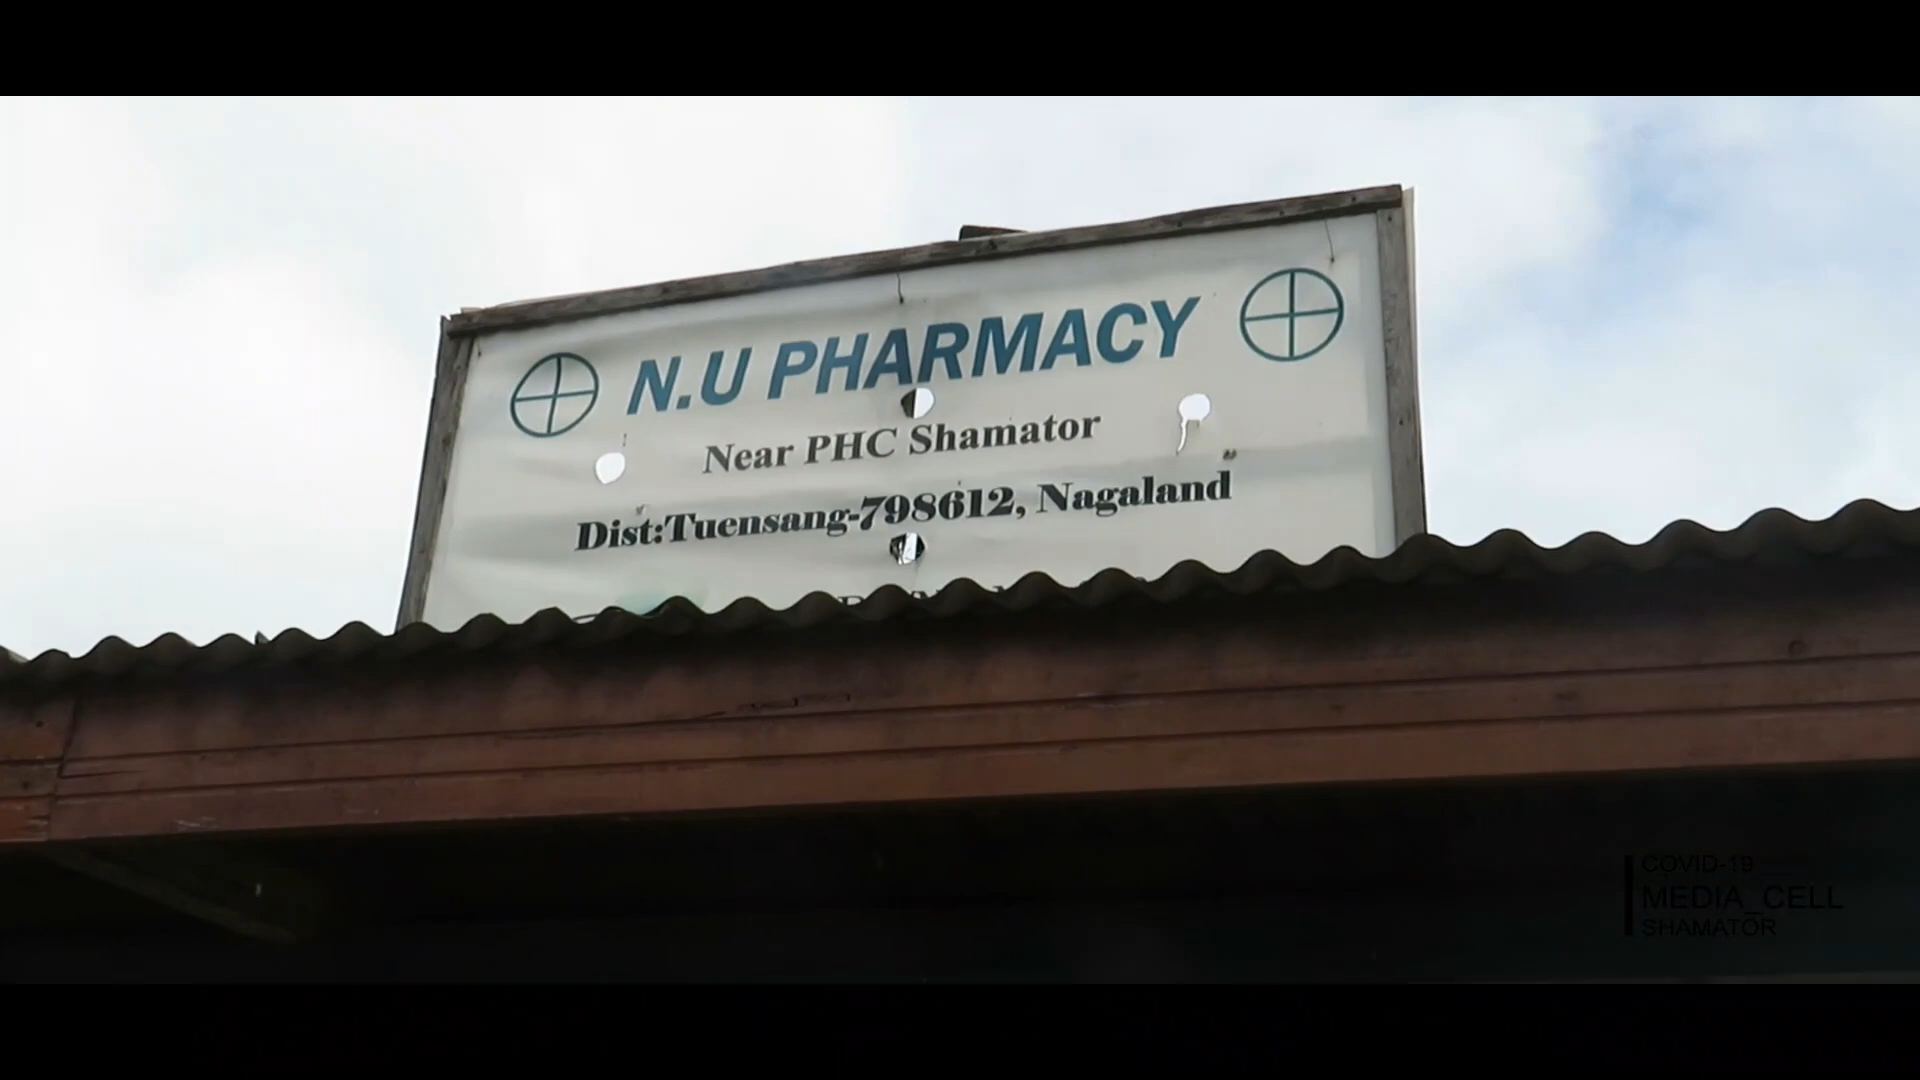 N.U PHARMACY
Near PHC Shamator
Dist:Tuensang-798612, Nagaland
COVID-19
MEDIA_CELL
SHAMATOR